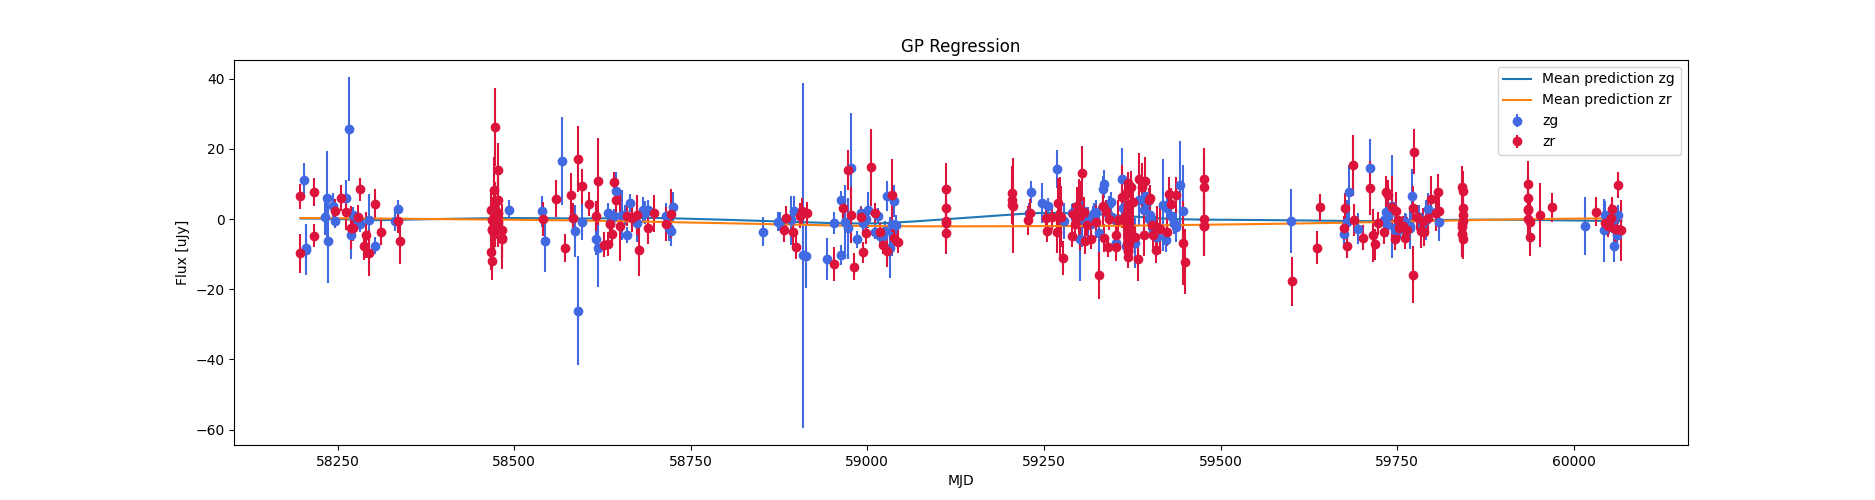 GP Regression
Flux [uJy]
40
20
0
−20
−40
−60
58250
58500
58750
59000
59250
59500
59750
60000
MJD
Mean prediction zg
Mean prediction zr
zg
zr